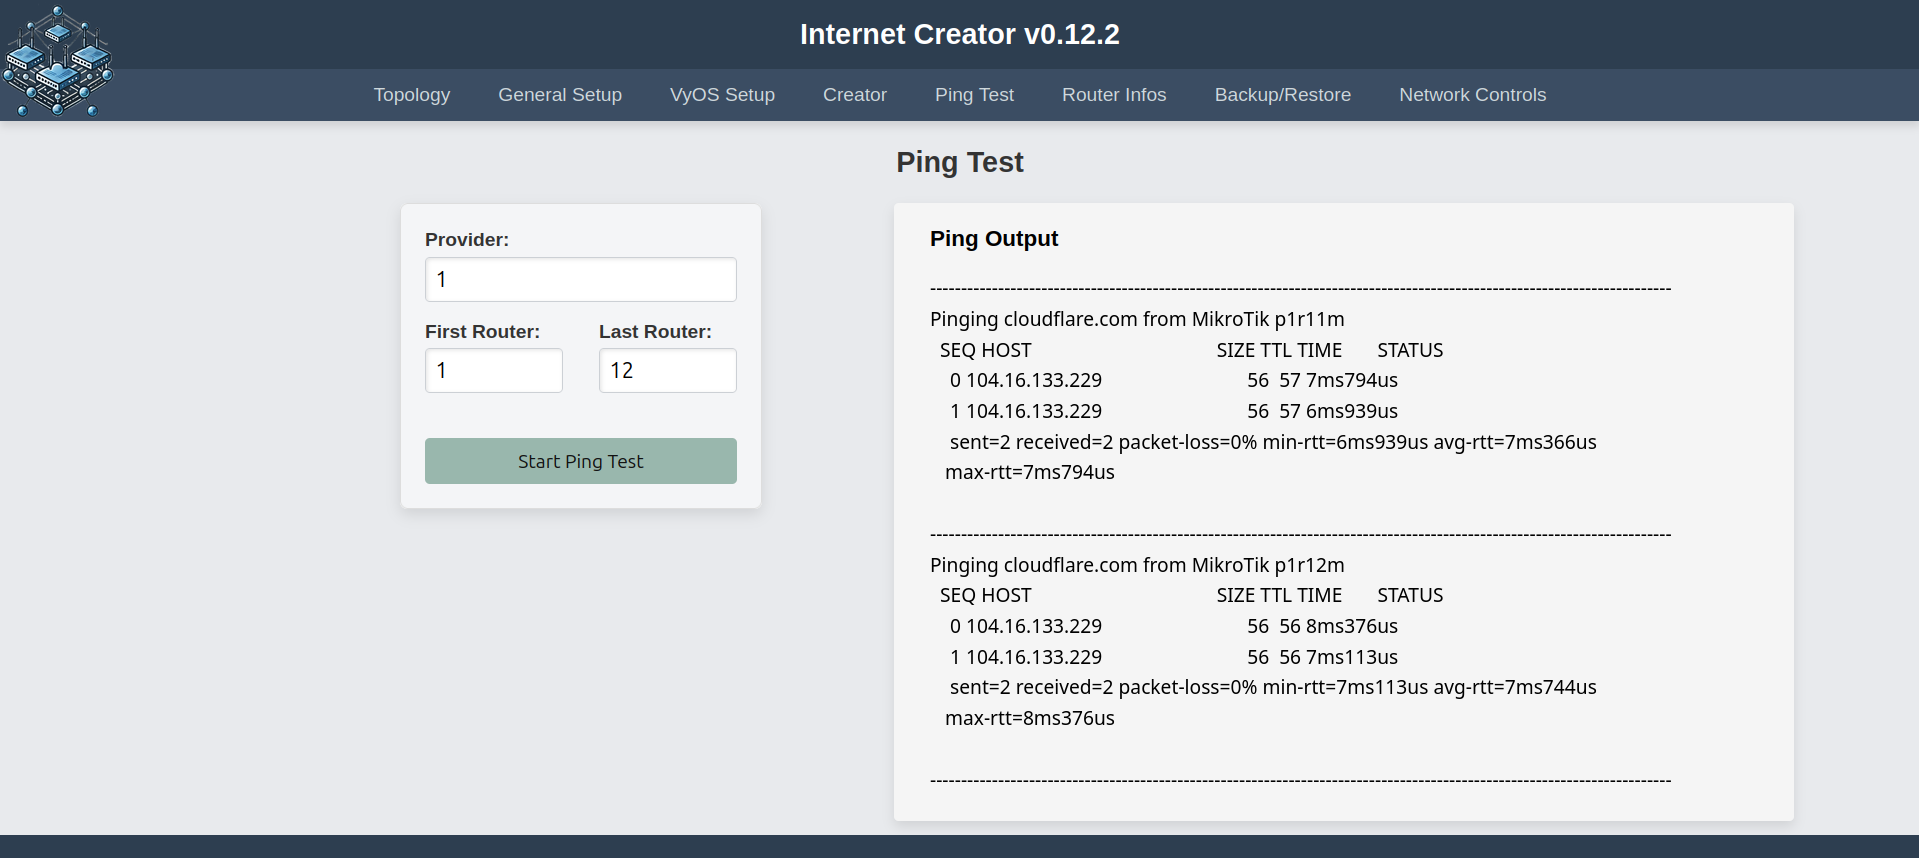 Internet Creator v0.12.2
Topology General Setup VyOS Setup Creator Ping Test Router Infos Backup/Restore Network Controls
Ping Test
Provider:
1
First Router: Last Router:
1 12
Start Ping Test
Ping Output
------------------------------------------------------------------------------------------------------------------------
Pinging cloudflare.com from MikroTik p1r11m
SEQ HOST SIZE TTL TIME STATUS
0 104.16.133.229 56 57 7ms794us
1 104.16.133.229 56 57 6ms939us
sent=2 received=2 packet-loss=0% min-rtt=6ms939us avg-rtt=7ms366us
max-rtt=7ms794us
------------------------------------------------------------------------------------------------------------------------
Pinging cloudflare.com from MikroTik p1r12m
SEQ HOST SIZE TTL TIME STATUS
0 104.16.133.229 56 56 8ms376us
1 104.16.133.229 56 56 7ms113us
sent=2 received=2 packet-loss=0% min-rtt=7ms113us avg-rtt=7ms744us
max-rtt=8ms376us
------------------------------------------------------------------------------------------------------------------------